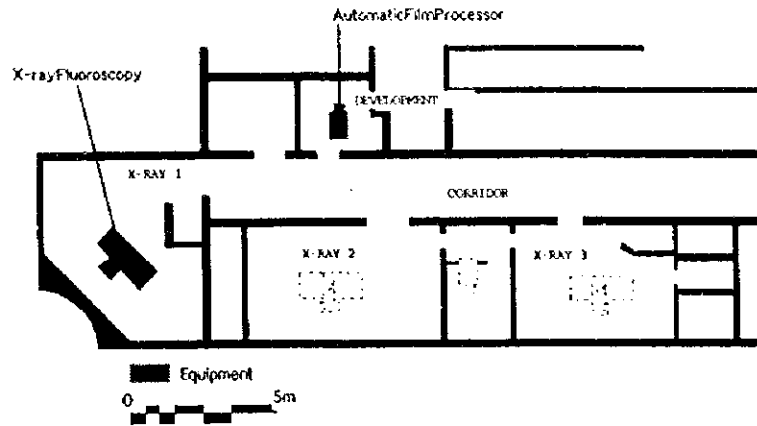 AutomaticFilmProcessor
X-rayFluoroscopy
DEVELOPMENT
X-RAY 1
CORRIDOR
X-RAY 2
X-RAY 3
Equipment
0 5m